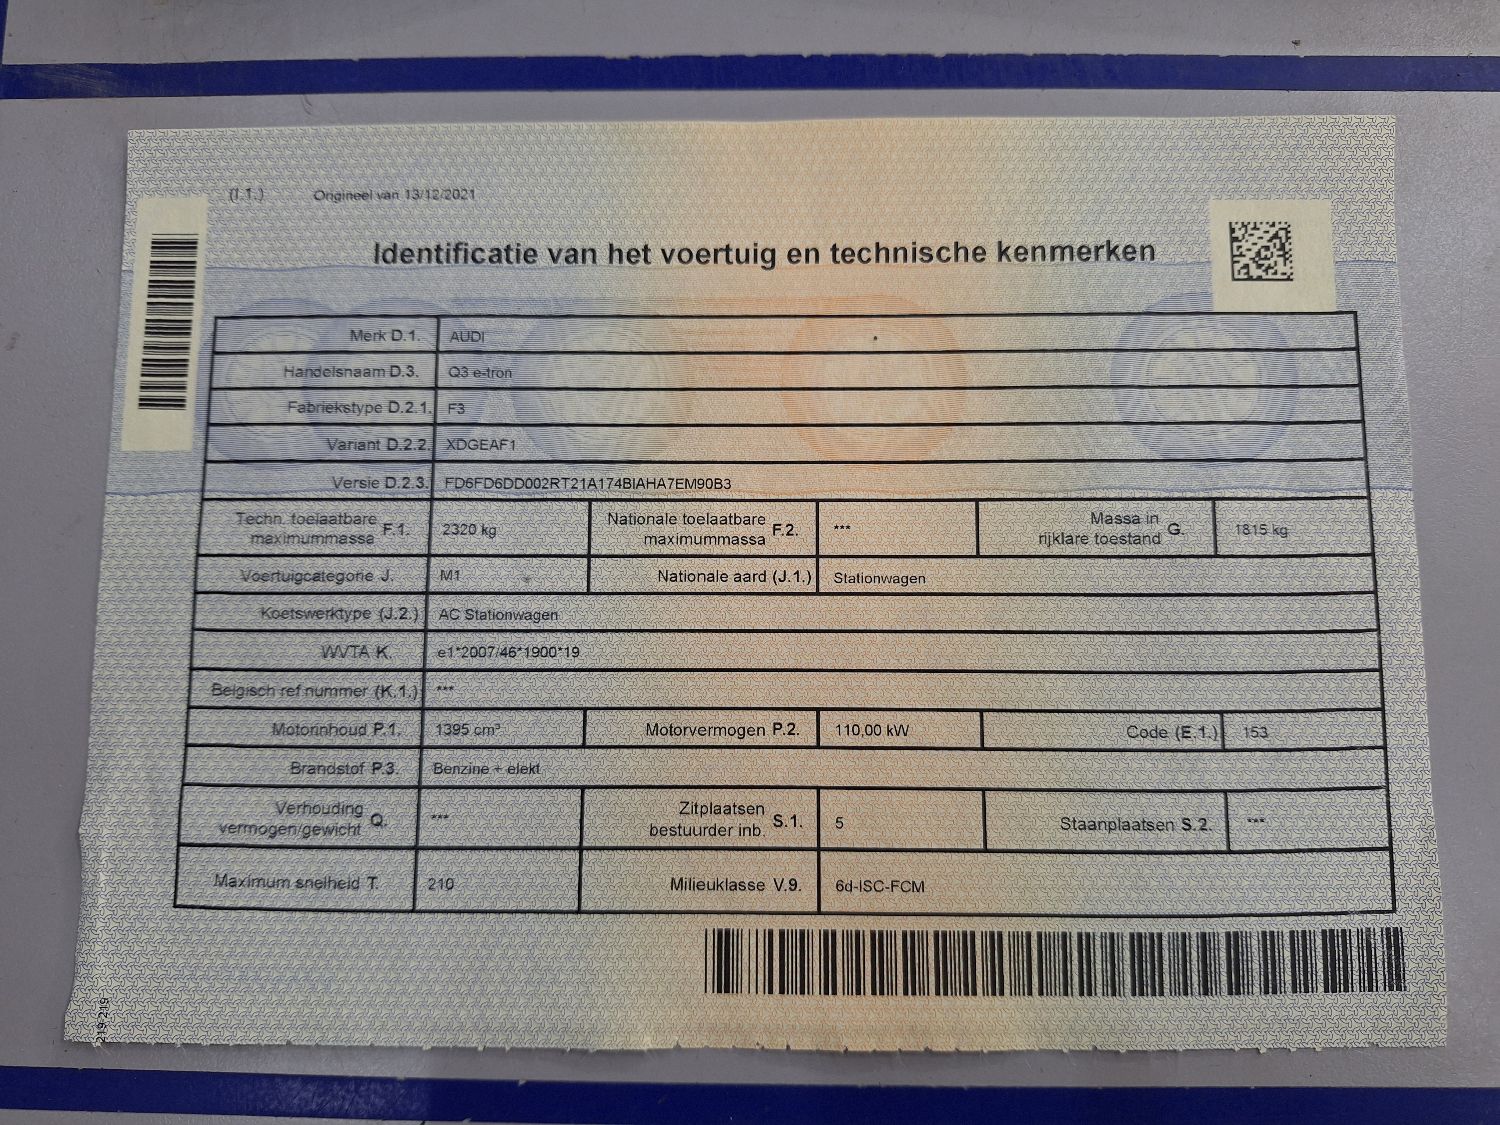 (I.1.) Origineel van 13/12/2021
Identificatie van het voertuig en technische kenmerken
Merk D.1. AUDI
Handelsnaam D.3. Q3 e-tron
Fabriekstype D.2.1. F3
Variant D.2.2. XDGEAF1
Versie D.2.3. FD6FD6DD002RT21A174BIAHA7EM90B3
Techn. toelaatbare maximummassa F.1. 2320 kg Nationale toelaatbare maximummassa F.2. *** Massa in rijklare toestand G. 1815 kg
Voertuigcategorie J. M1 Nationale aard (J.1.) Stationwagen
Koetswerktype (J.2.) AC Stationwagen
WVTA K. e1*2007/46*1900*19
Belgisch ref.nummer (K.1.) ***
Motorinhoud P.1. 1395 cm³ Motorvermogen P.2. 110,00 kW Code (E.1.) 153
Brandstof P.3. Benzine + elekt
Verhouding vermogen/gewicht Q. *** Zitplaatsen bestuurder inb. S.1. 5 Staanplaatsen S.2. ***
Maximum snelheid T. 210 Milieuklasse V.9. 6d-ISC-FCM
219 219